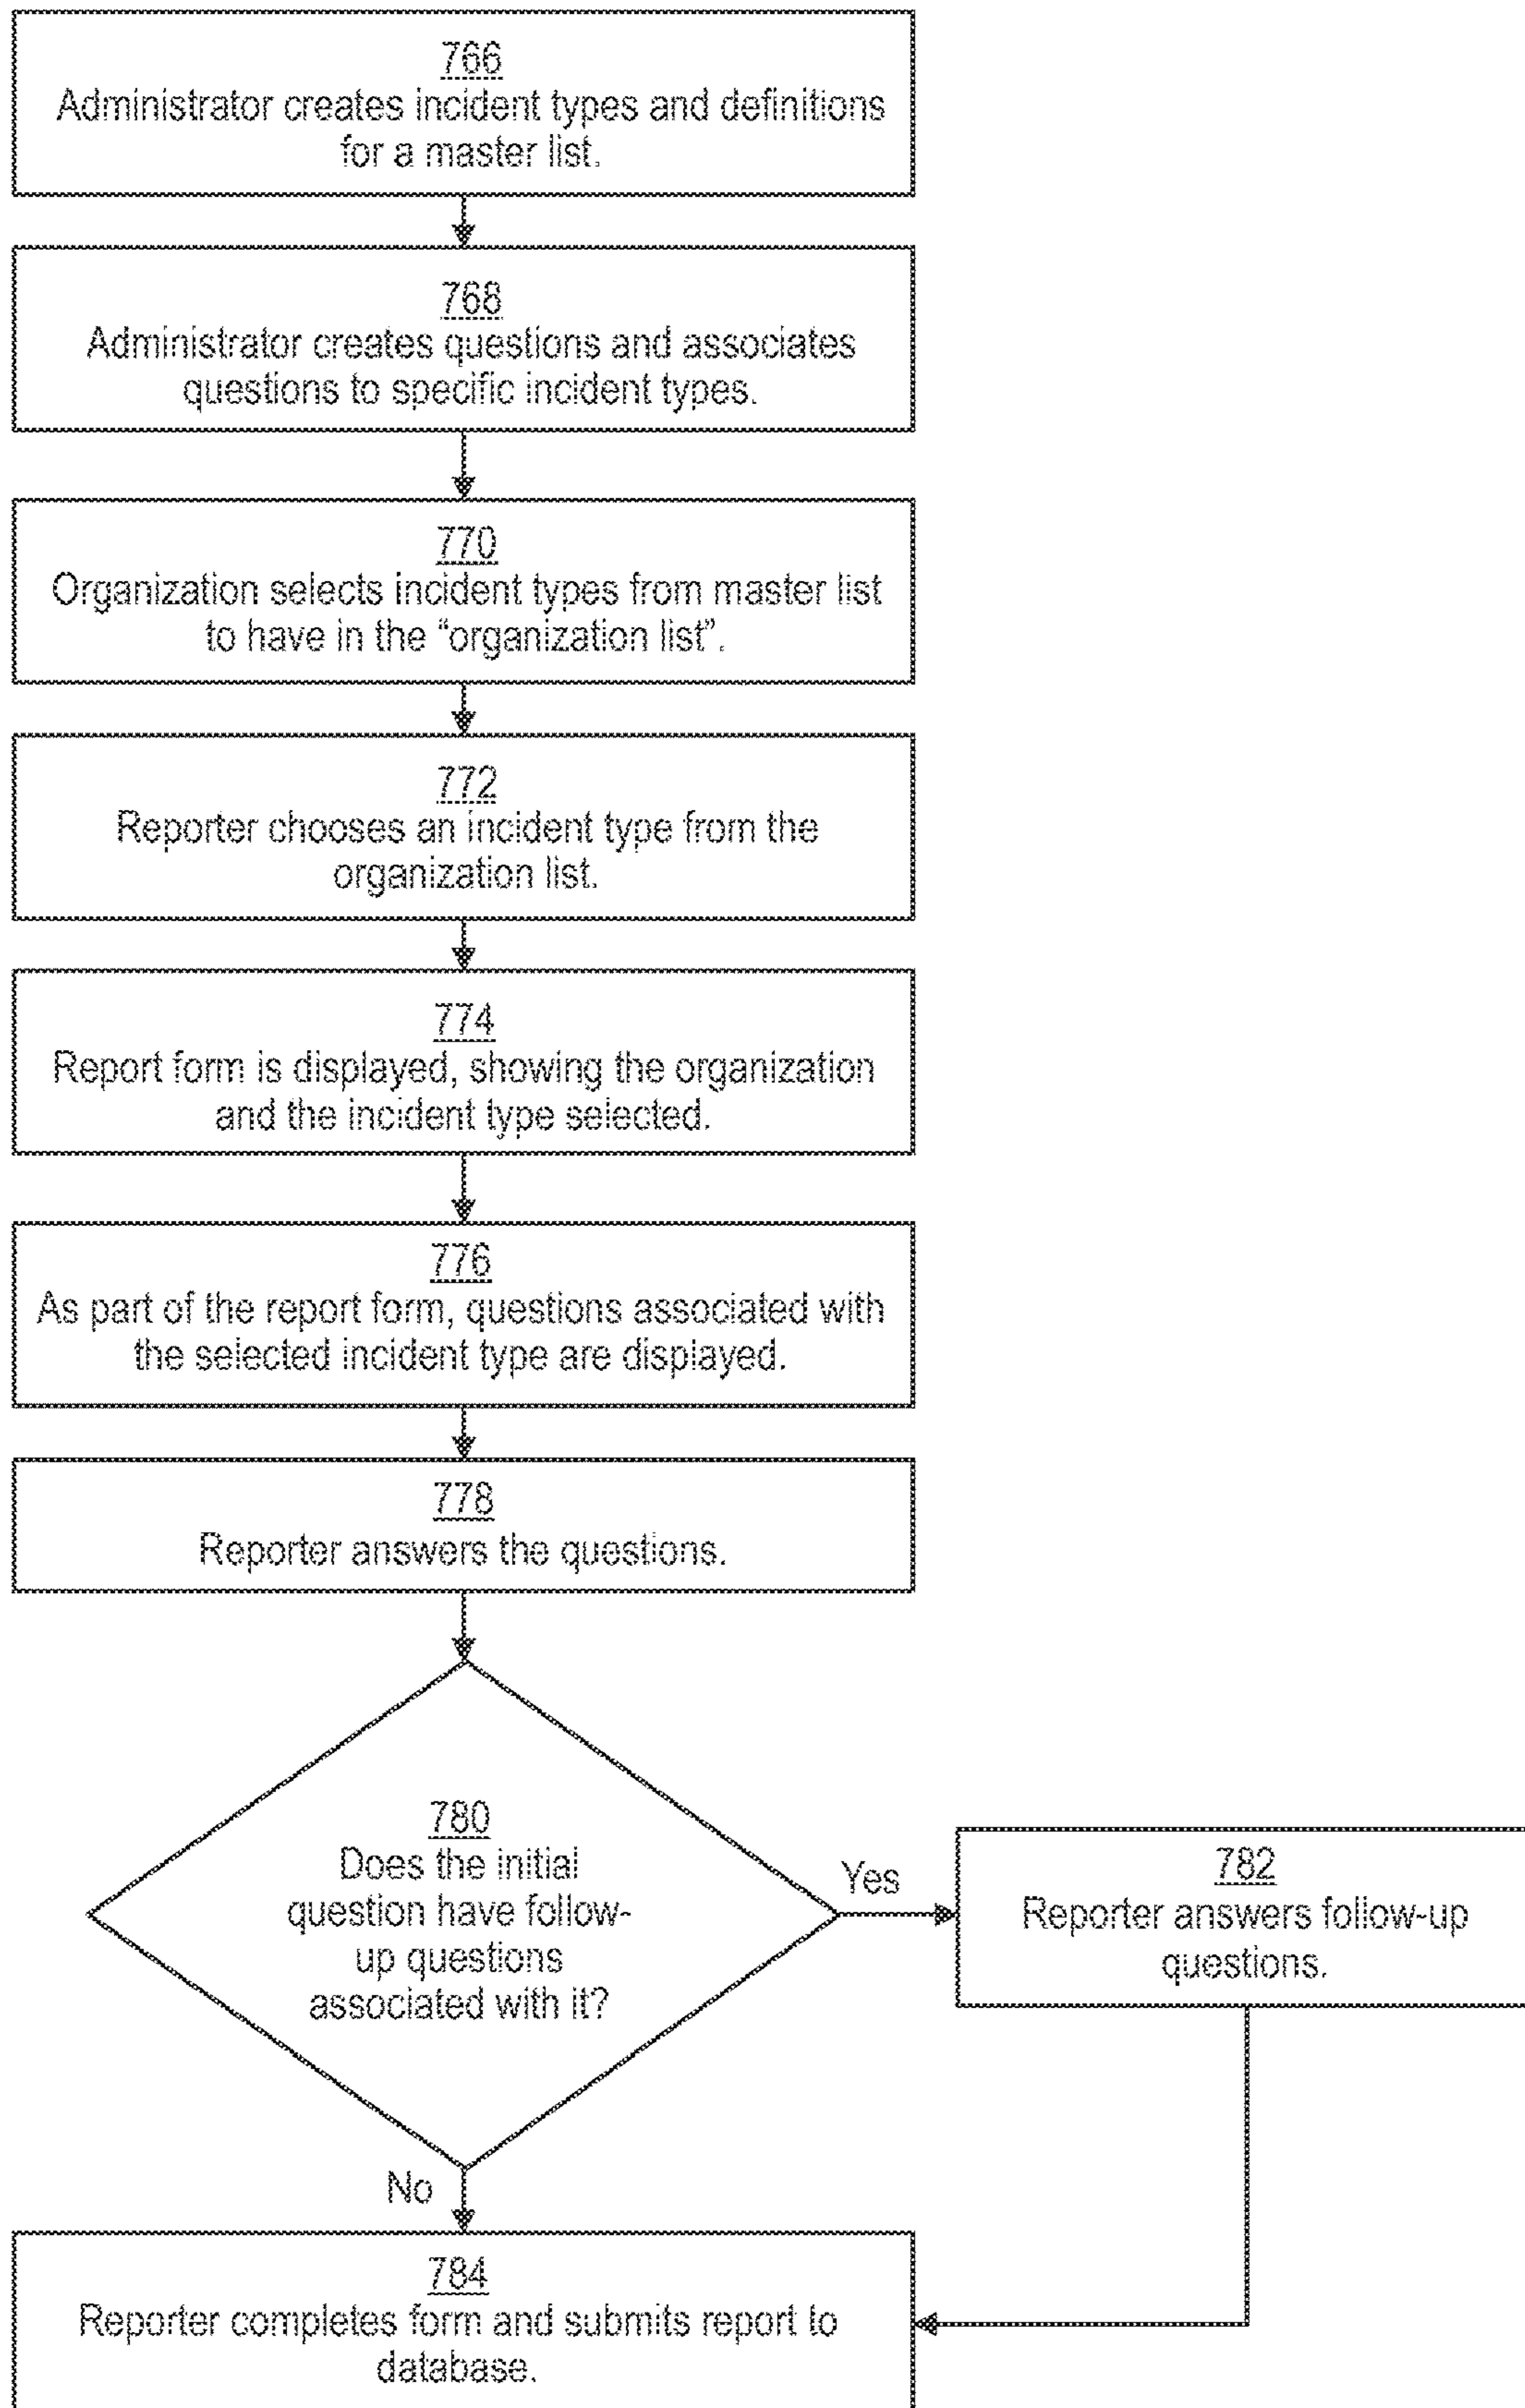 766
Administrator creates incident types and definitions
for a master list.
768
Administrator creates questions and associates
questions to specific incident types.
770
Organization selects incident types from master list
to have in the “organization list”.
772
Reporter chooses an incident type from the
organization list.
774
Report form is displayed, showing the organization
and the incident type selected.
776
As part of the report form, questions associated with
the selected incident type are displayed.
778
Reporter answers the questions.
780
Does the initial
question have follow-
up questions
associated with it?
Yes
782
Reporter answers follow-up
questions.
No
784
Reporter completes form and submits report to
database.